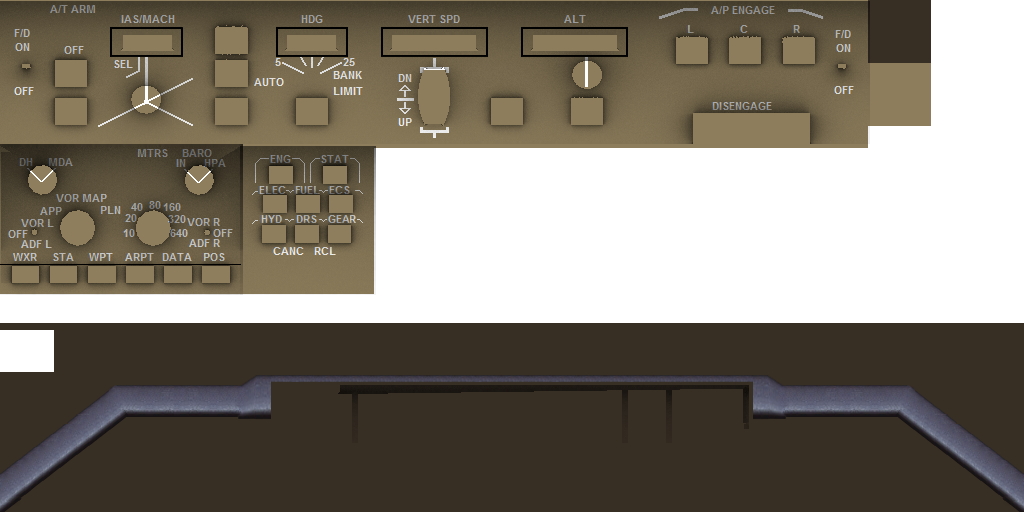 A/T ARM
IAS/MACH
HDG
VERT SPD
ALT
A/P ENGAGE
F/D
ON
OFF
OFF
SEL
AUTO
5
25
BANK
LIMIT
DN
UP
L
C
R
F/D
ON
OFF
DISENGAGE
DH
MDA
MTRS
BARO
IN
HPA
VOR MAP
APP
PLN
VOR L
OFF
ADF L
40
80
160
20
320
10
640
VOR R
OFF
ADF R
WXR
STA
WPT
ARPT
DATA
POS
ENG
STAT
ELEC
FUEL
ECS
HYD
DRS
GEAR
CANC
RCL